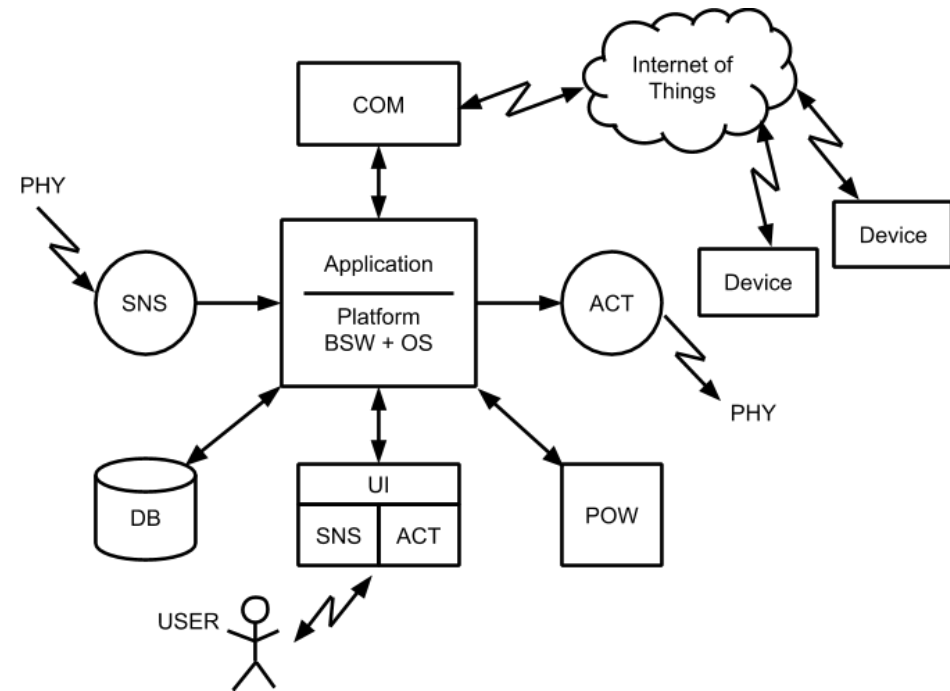 Internet of
Things
COM
PHY
Device
Application
Device
SNS
ACT
Platform
BSW + OS
PHY
UI
DB
SNS
ACT
POW
USER